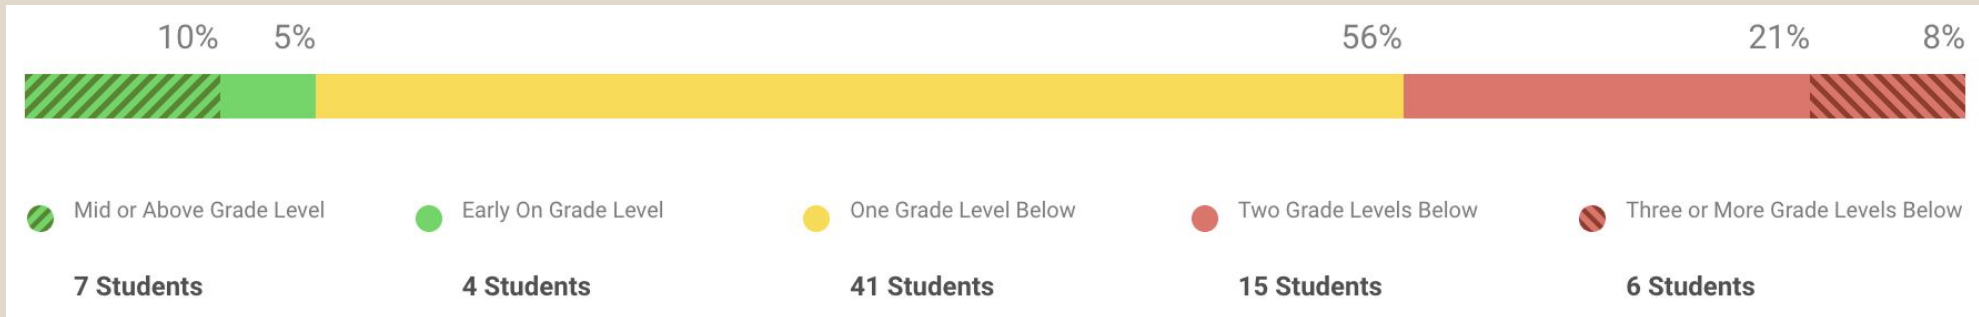 10% 5% 56% 21% 8%
Mid or Above Grade Level Early On Grade Level One Grade Level Below Two Grade Levels Below Three or More Grade Levels Below
7 Students 4 Students 41 Students 15 Students 6 Students